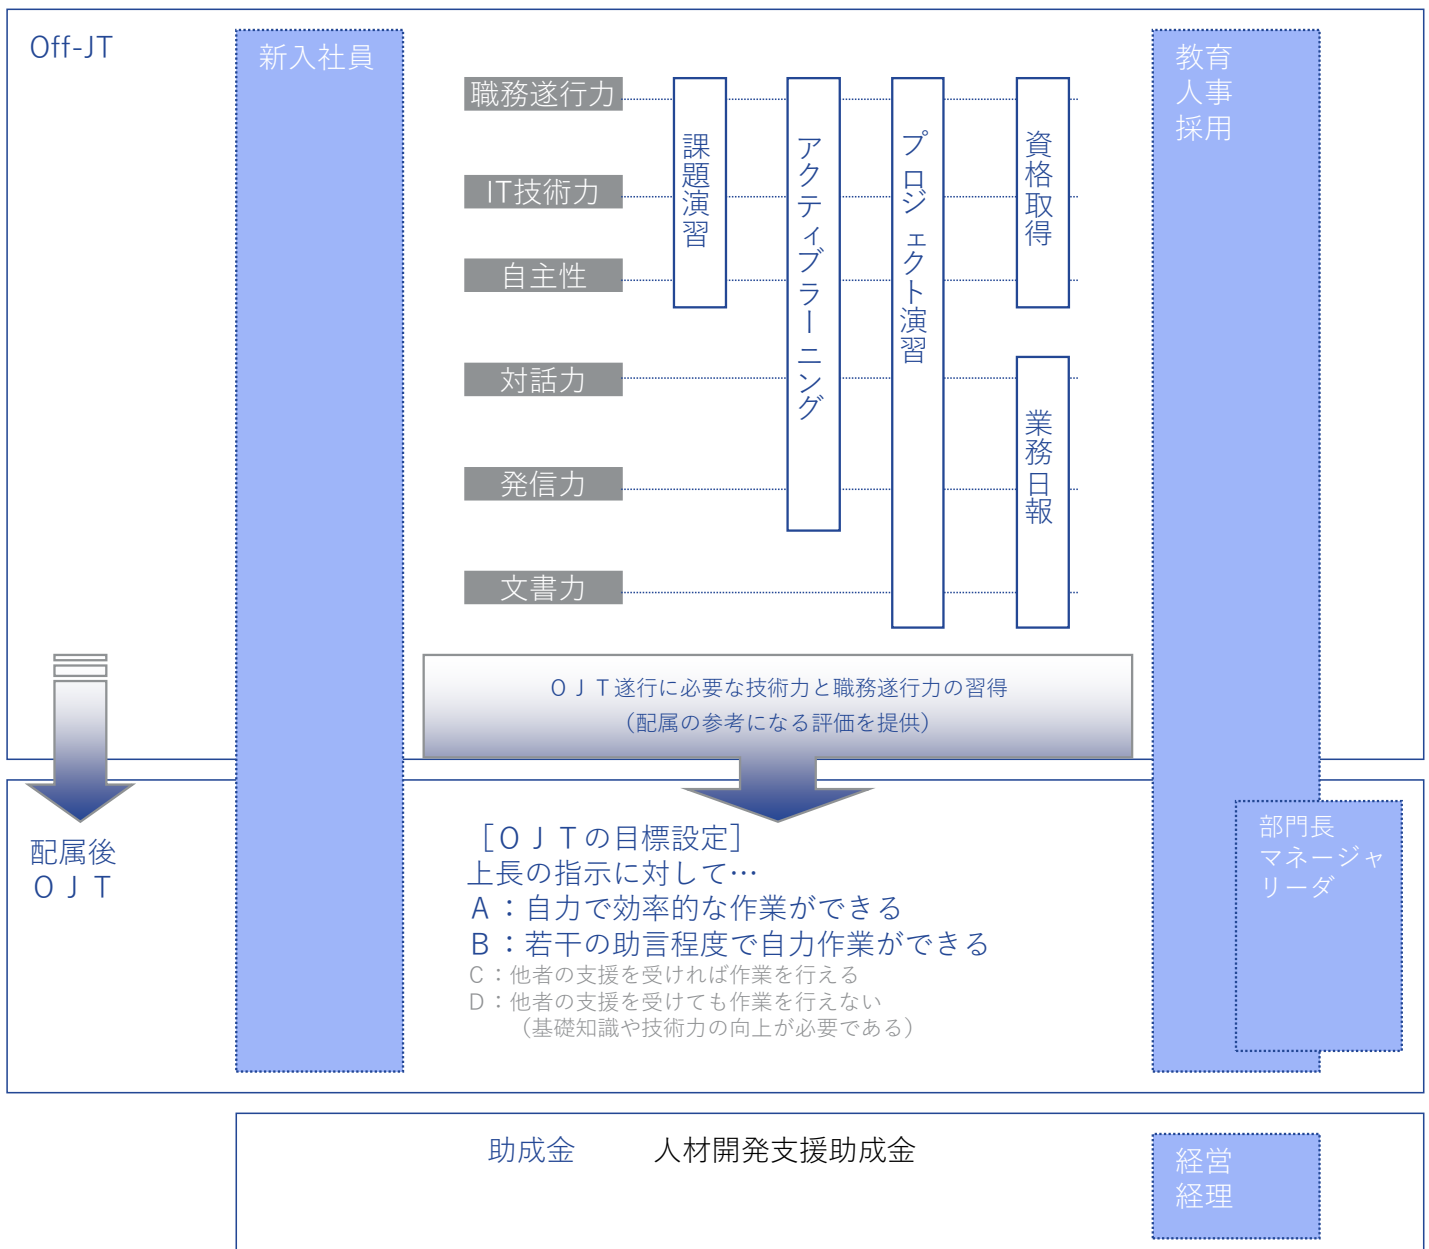 Off-JT
新入社員
教育
人事
採用
職務遂行力
IT技術力
自主性
対話力
発信力
文書力
課題演習
アクティブラーニング
プロジェクト演習
資格取得
業務日報
ＯＪＴ遂行に必要な技術力と職務遂行力の習得
（配属の参考になる評価を提供）
配属後
ＯＪＴ
［ＯＪＴの目標設定］
上長の指示に対して…
Ａ：自力で効率的な作業ができる
Ｂ：若干の助言程度で自力作業ができる
Ｃ：他者の支援を受ければ作業を行える
Ｄ：他者の支援を受けても作業を行えない
（基礎知識や技術力の向上が必要である）
部門長
マネージャ
リーダ
助成金 人材開発支援助成金
経営
経理